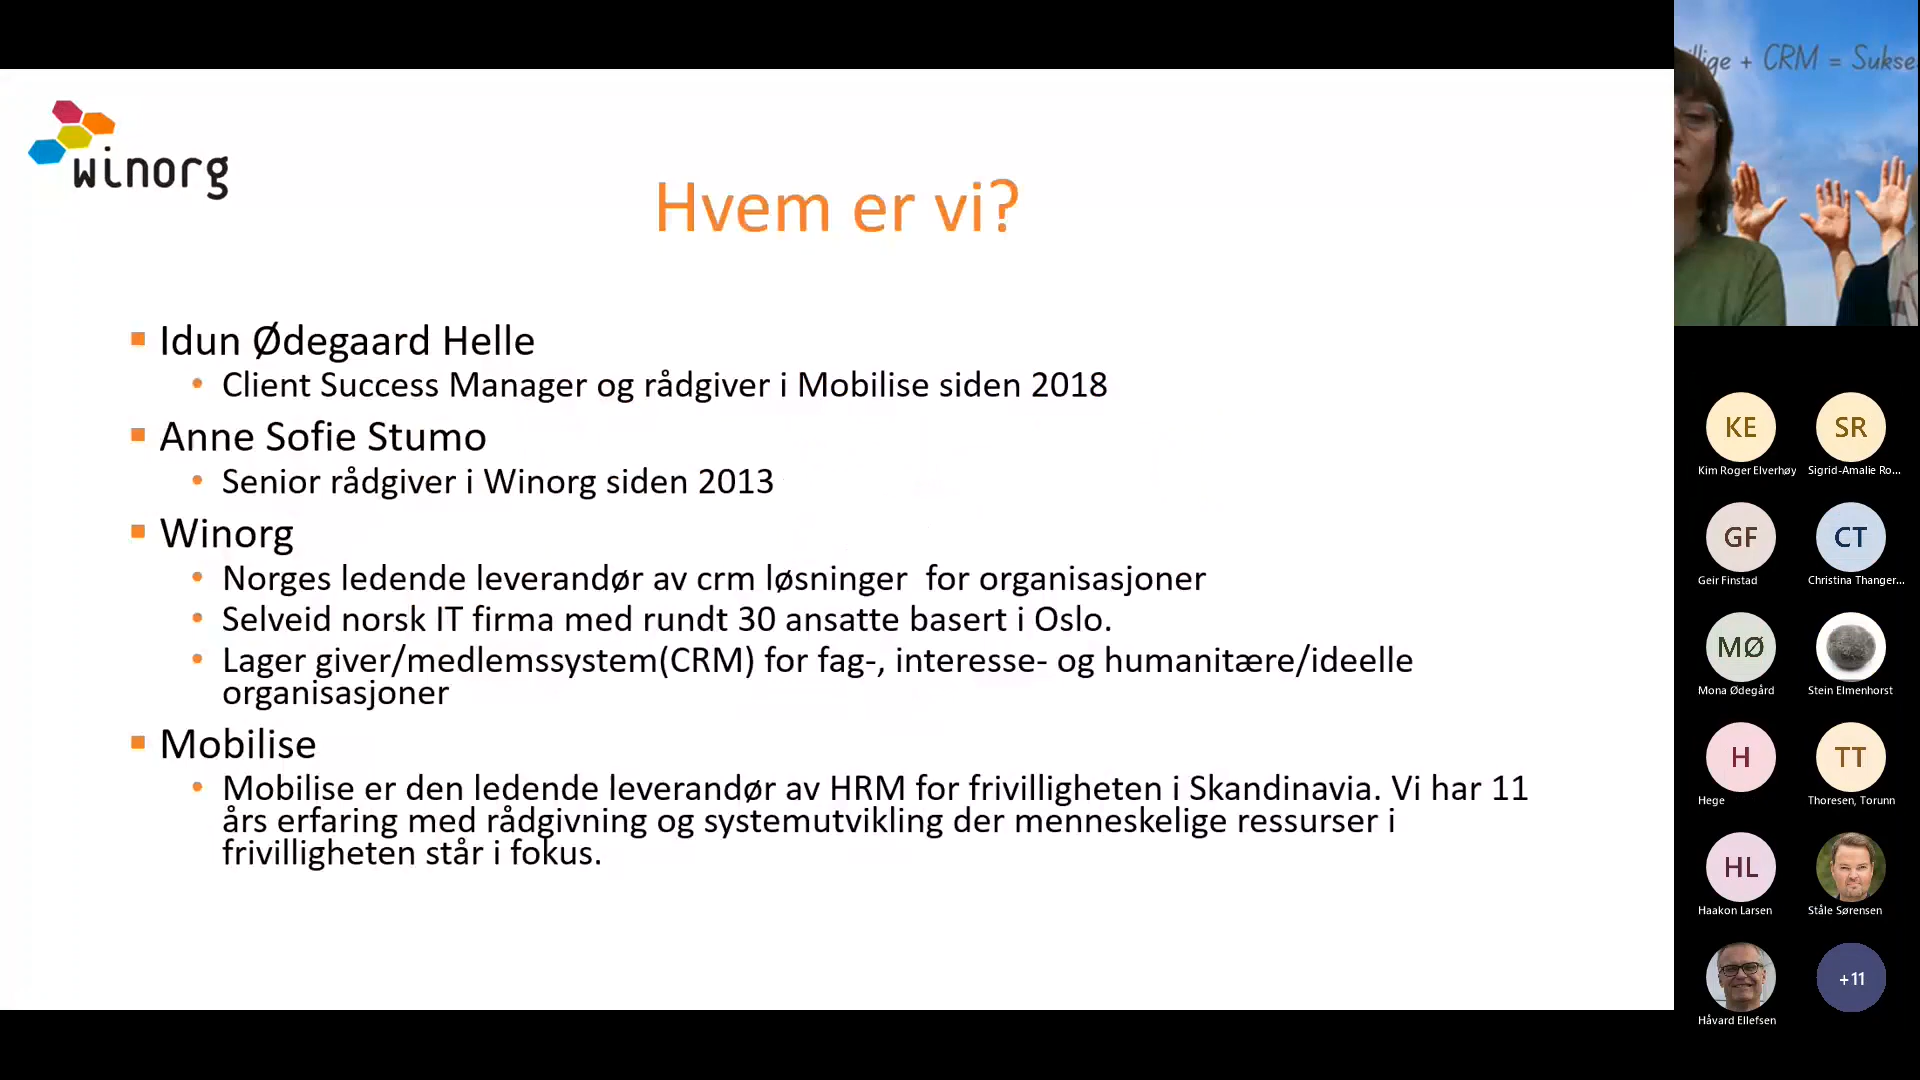 winorg
Hvem er vi?
Idun Ødegaard Helle
Client Success Manager og rådgiver i Mobilise siden 2018
Anne Sofie Stumo
Senior rådgiver i Winorg siden 2013
Winorg
Norges ledende leverandør av crm løsninger  for organisasjoner
Selveid norsk IT firma med rundt 30 ansatte basert i Oslo.
Lager giver/medlemssystem(CRM) for fag-, interesse- og humanitære/ideelle
organisasjoner
Mobilise
Mobilise er den ledende leverandør av HRM for frivilligheten i Skandinavia. Vi har 11
års erfaring med rådgivning og systemutvikling der menneskelige ressurser i
frivilligheten står i fokus.
+ CRM = Sukse
KE
SR
Kim Roger Elverhøy
Sigrid-Amalie Ro...
GF
CT
Geir Finstad
Christina Thanger...
MØ
Mona Ødegård
Stein Elmenhorst
H
TT
Hege
Thoresen, Torunn
HL
Haakon Larsen
Ståle Sørensen
+11
Håvard Ellefsen